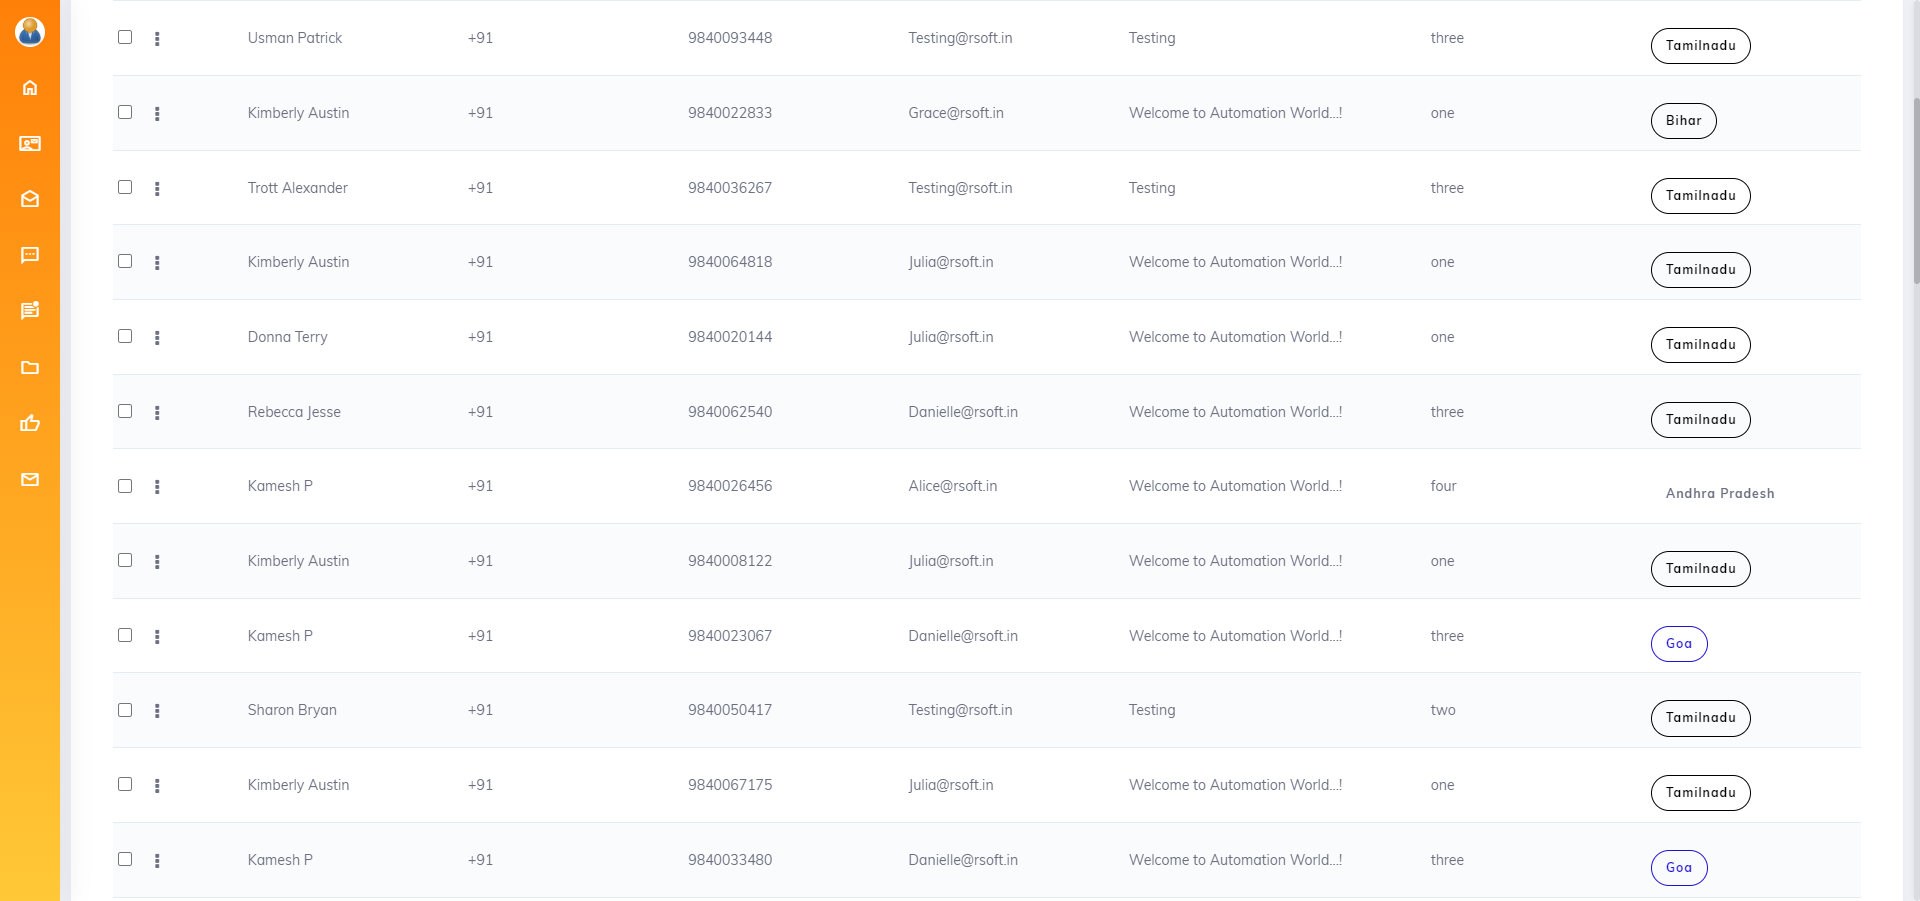 Usman Patrick +91 9840093448 Testing@rsoft.in Testing three Tamilnadu
Kimberly Austin +91 9840022833 Grace@rsoft.in Welcome to Automation World...! one Bihar
Trott Alexander +91 9840036267 Testing@rsoft.in Testing three Tamilnadu
Kimberly Austin +91 9840064818 Julia@rsoft.in Welcome to Automation World...! one Tamilnadu
Donna Terry +91 9840020144 Julia@rsoft.in Welcome to Automation World...! one Tamilnadu
Rebecca Jesse +91 9840062540 Danielle@rsoft.in Welcome to Automation World...! three Tamilnadu
Kamesh P +91 9840026456 Alice@rsoft.in Welcome to Automation World...! four Andhra Pradesh
Kimberly Austin +91 9840008122 Julia@rsoft.in Welcome to Automation World...! one Tamilnadu
Kamesh P +91 9840023067 Danielle@rsoft.in Welcome to Automation World...! three Goa
Sharon Bryan +91 9840050417 Testing@rsoft.in Testing two Tamilnadu
Kimberly Austin +91 9840067175 Julia@rsoft.in Welcome to Automation World...! one Tamilnadu
Kamesh P +91 9840033480 Danielle@rsoft.in Welcome to Automation World...! three Goa